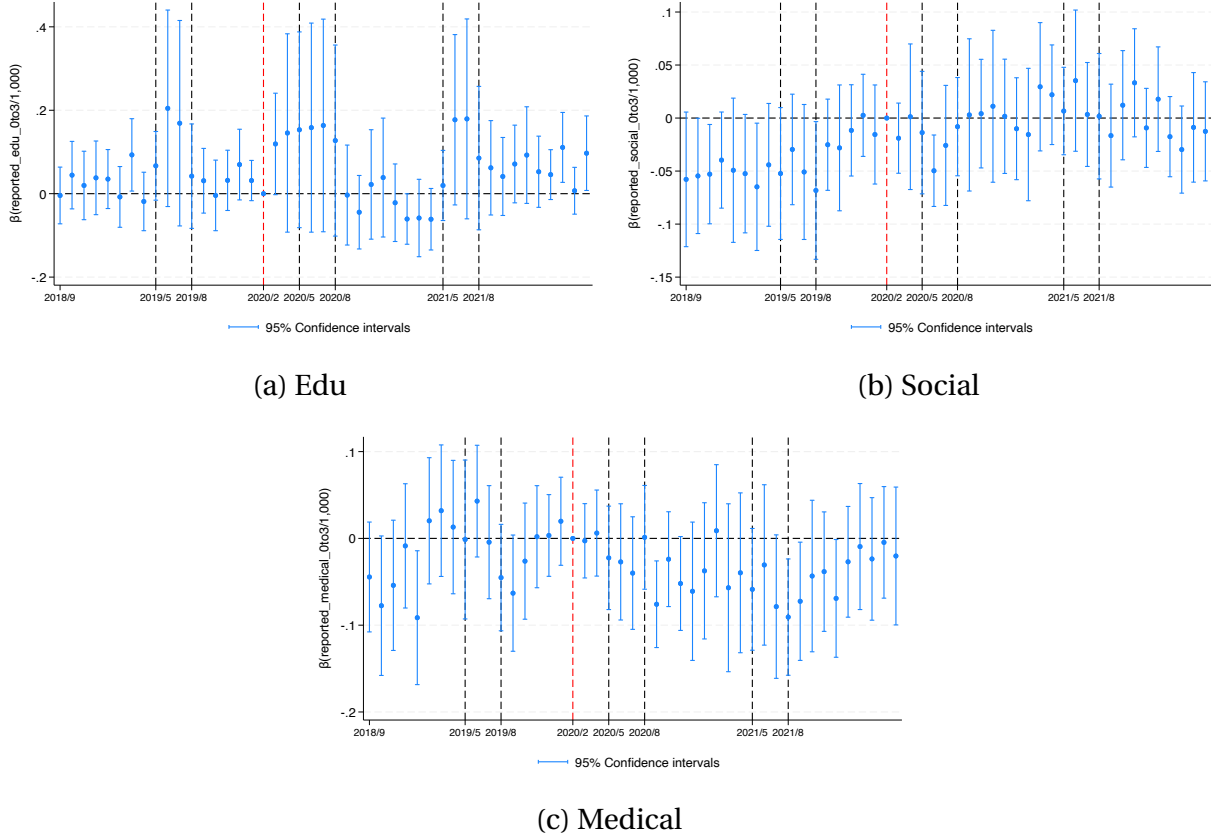 .4
.2
0
-.2
β(reported_edu_0to3/1,000)
2018/9 2019/5 2019/8 2020/2 2020/5 2020/8 2021/5 2021/8
95% Confidence intervals
(a) Edu
.1
.05
0
-.05
-.1
-.15
β(reported_social_0to3/1,000)
2018/9 2019/5 2019/8 2020/2 2020/5 2020/8 2021/5 2021/8
95% Confidence intervals
(b) Social
.1
0
-.1
-.2
β(reported_medical_0to3/1,000)
2018/9 2019/5 2019/8 2020/2 2020/5 2020/8 2021/5 2021/8
95% Confidence intervals
(c) Medical